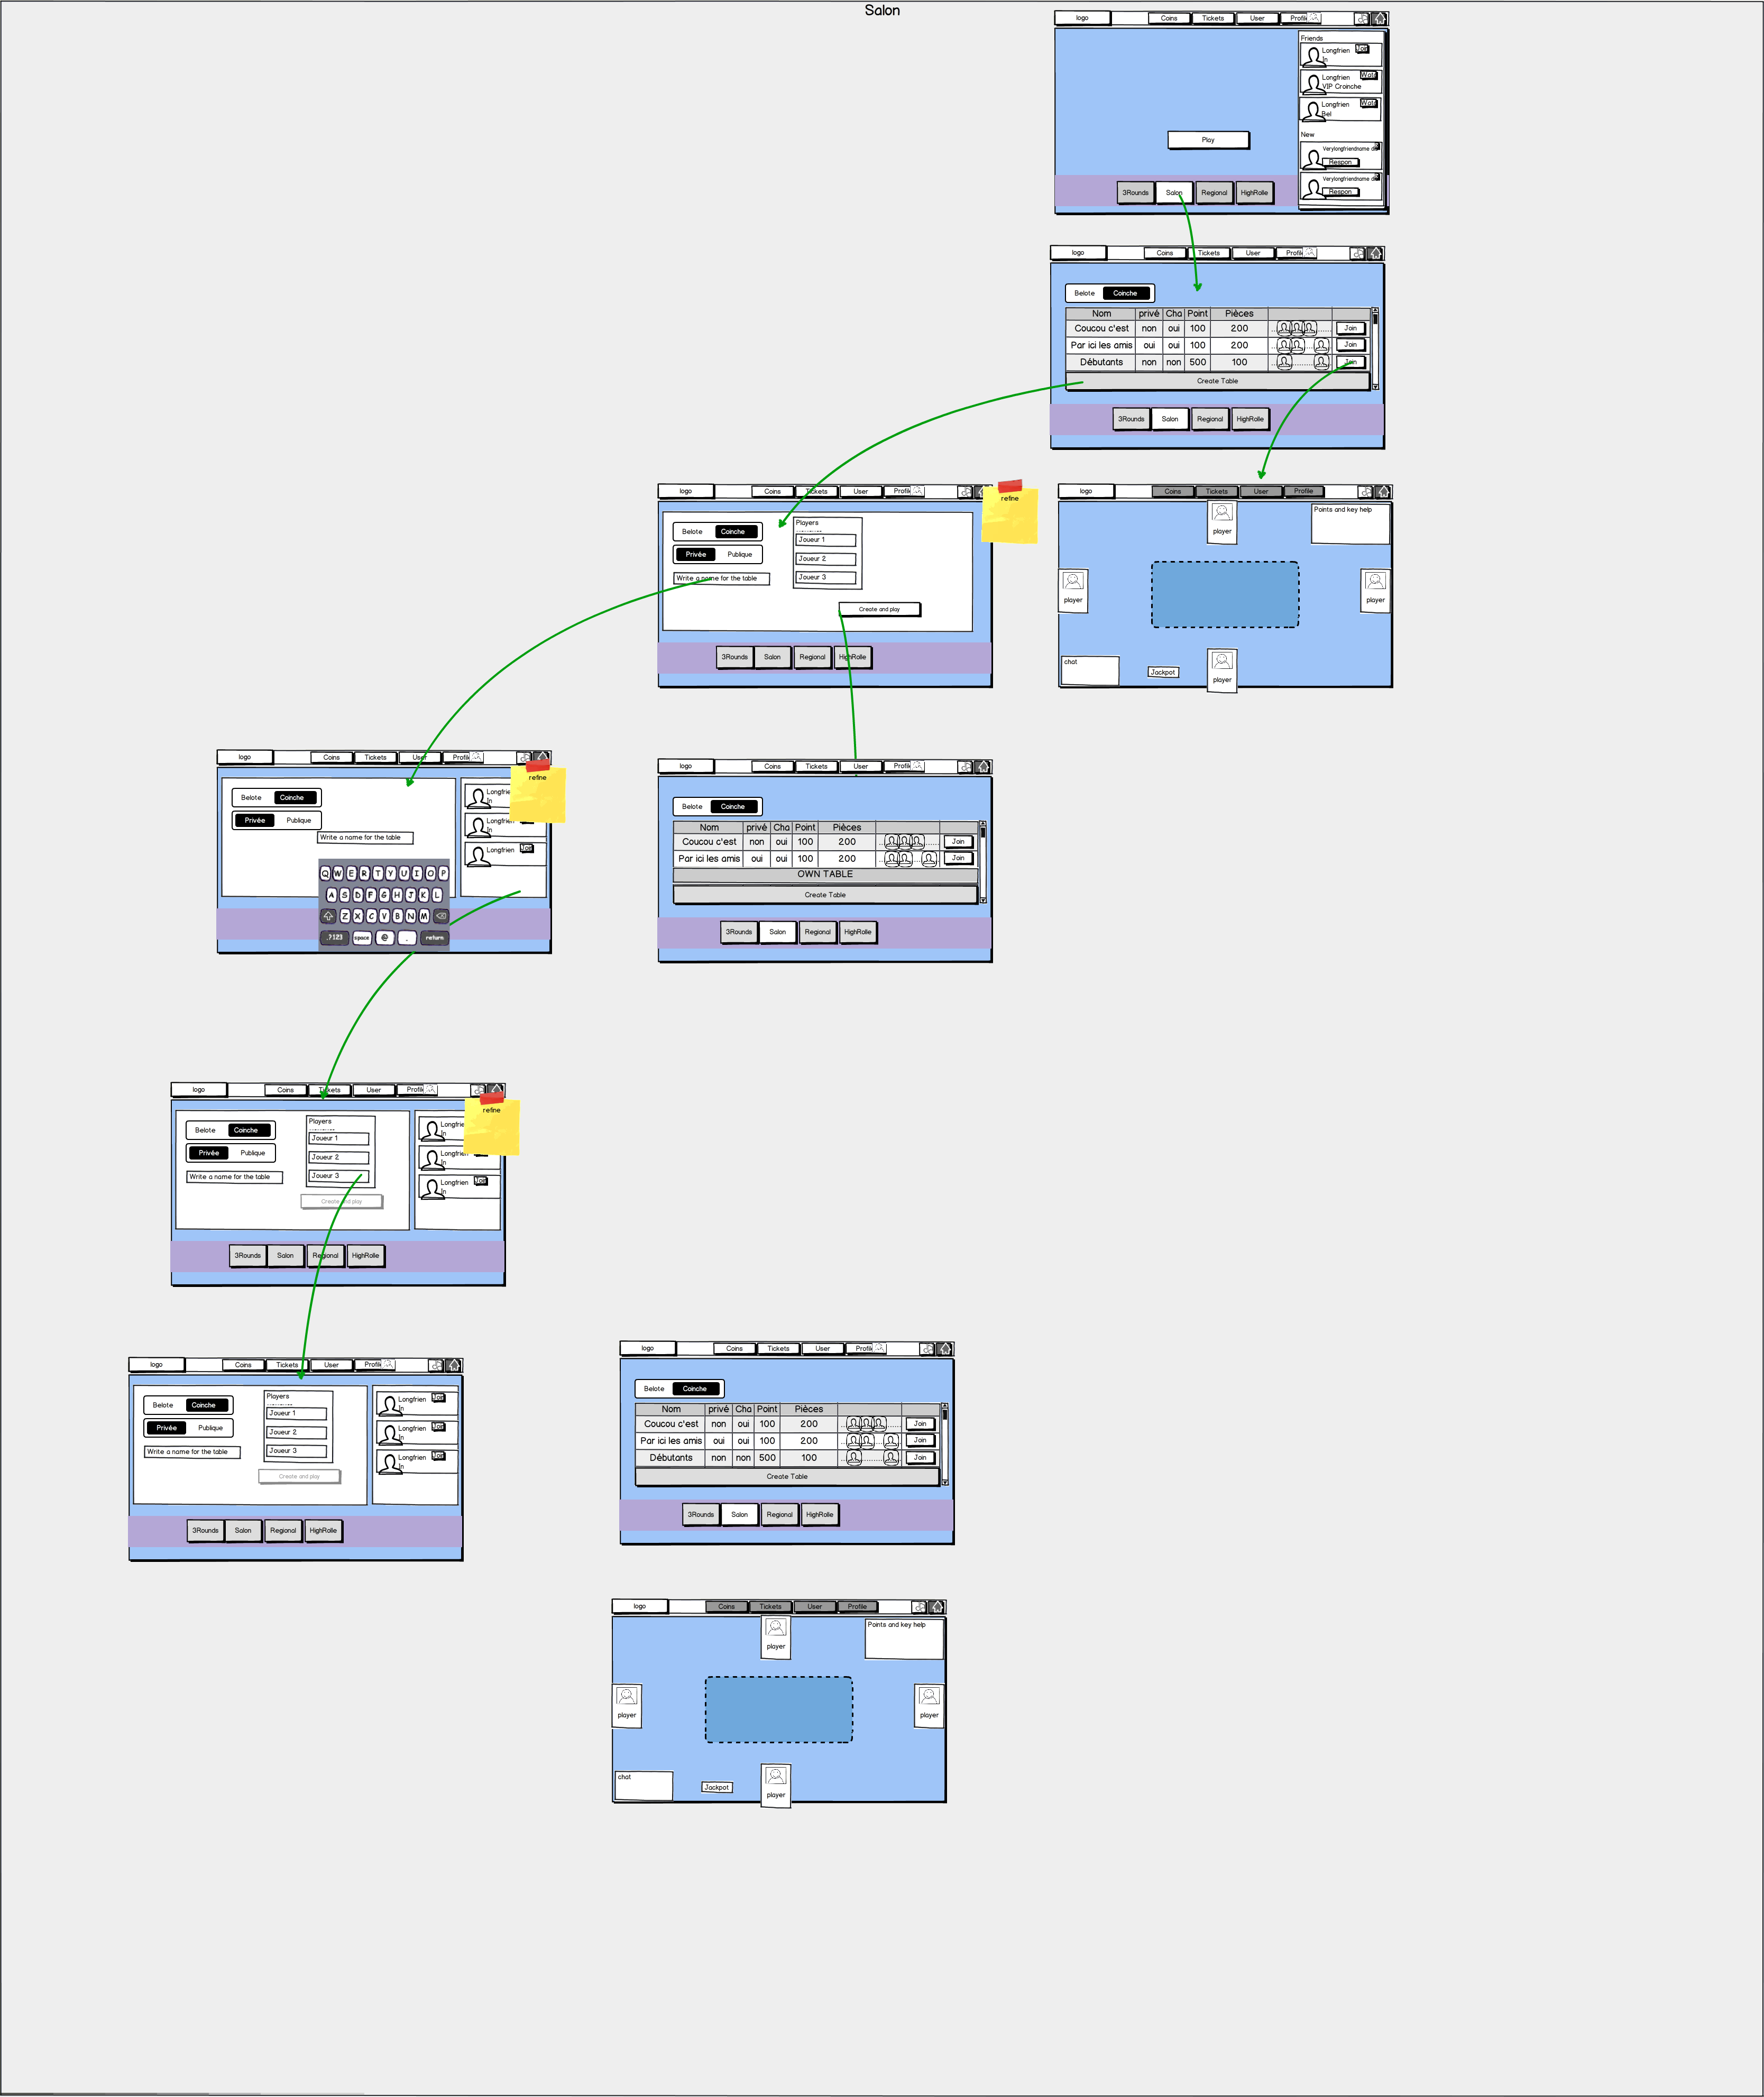 Salon
logo Coins Tickets User Profil
Friends
Longfrien
In
Longfrien
VIP Croinche
Longfrien
Bel
New
Verylongfriendname
Respon
Verylongfriendname
Respon
Play
3Rounds Salon Regional HighRolle
logo Coins Tickets User Profil
Belote Coinche
Nom privé Cha Point Pièces
Coucou c'est non oui 100 200 Join
Par ici les amis oui oui 100 200 Join
Débutants non non 500 100 Join
Create Table
3Rounds Salon Regional HighRolle
logo Coins Tickets User Profil
refine
Belote Coinche
Privée Publique
Write a name for the table
Players
Joueur 1
Joueur 2
Joueur 3
Create and play
3Rounds Salon Regional HighRolle
logo Coins Tickets User Profile
player
Points and key help
player
player
chat
Jackpot
player
logo Coins Tickets User Profil
refine
Belote Coinche
Privée Publique
Write a name for the table
Longfrie
In
Longfrie
In
Longfrien
Q W E R T Y U I O P
A S D F G H J K L
Z X C V B N M
.?123 space @ . return
logo Coins Tickets User Profil
Belote Coinche
Nom privé Cha Point Pièces
Coucou c'est non oui 100 200 Join
Par ici les amis oui oui 100 200 Join
OWN TABLE
Create Table
3Rounds Salon Regional HighRolle
logo Coins Tickets User Profil
refine
Belote Coinche
Privée Publique
Write a name for the table
Players
Joueur 1
Joueur 2
Joueur 3
Create and play
Longfrie
In
Longfrie
In
Longfrien
In
3Rounds Salon Regional HighRolle
logo Coins Tickets User Profil
Belote Coinche
Privée Publique
Write a name for the table
Players
Joueur 1
Joueur 2
Joueur 3
Create and play
Longfrien
In
Longfrien
In
Longfrien
In
3Rounds Salon Regional HighRolle
logo Coins Tickets User Profil
Belote Coinche
Nom privé Cha Point Pièces
Coucou c'est non oui 100 200 Join
Par ici les amis oui oui 100 200 Join
Débutants non non 500 100 Join
Create Table
3Rounds Salon Regional HighRolle
logo Coins Tickets User Profile
player
Points and key help
player
player
chat
Jackpot
player